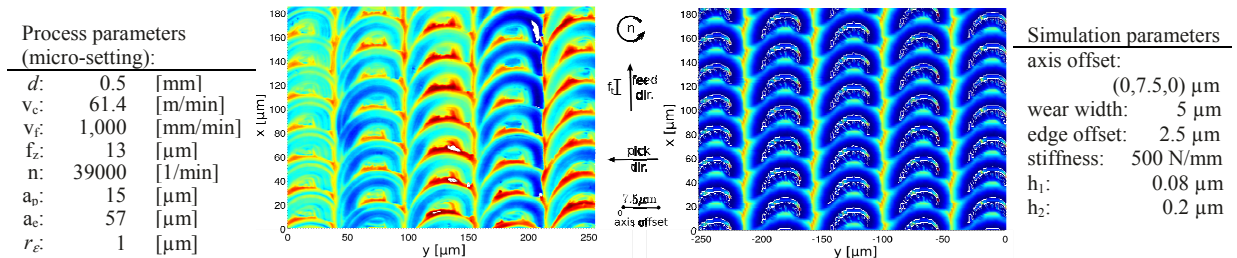 Process parameters
(micro-setting):
d: 0.5 [mm]
vc: 61.4 [m/min]
vf: 1,000 [mm/min]
fz: 13 [µm]
n: 39000 [1/min]
ap: 15 [µm]
ae: 57 [µm]
rε: 1 [µm]
x [µm]
180
160
140
120
100
80
60
40
20
0
0 50 100 150 200 250
y [µm]
n
fz
feed
dir.
pick
dir.
7.5µm
0
axis offset
x [µm]
180
160
140
120
100
80
60
40
20
0
-250 -200 -150 -100 -50 0
y [µm]
Simulation parameters
axis offset:
(0,7.5,0) µm
wear width: 5 µm
edge offset: 2.5 µm
stiffness: 500 N/mm
h1: 0.08 µm
h2: 0.2 µm